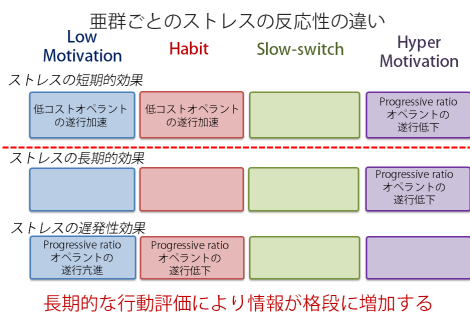 亜群ごとのストレスの反応性の違い
Low
Motivation
Habit
Slow-switch
Hyper
Motivation
ストレスの短期的効果
低コストオペラント
の遂行加速
低コストオペラント
の遂行加速
Progressive ratio
オペラントの
遂行低下
ストレスの長期的効果
Progressive ratio
オペラントの
遂行低下
ストレスの遅発性効果
Progressive ratio
オペラントの
遂行亢進
Progressive ratio
オペラントの
遂行低下
長期的な行動評価により情報が格段に増加する